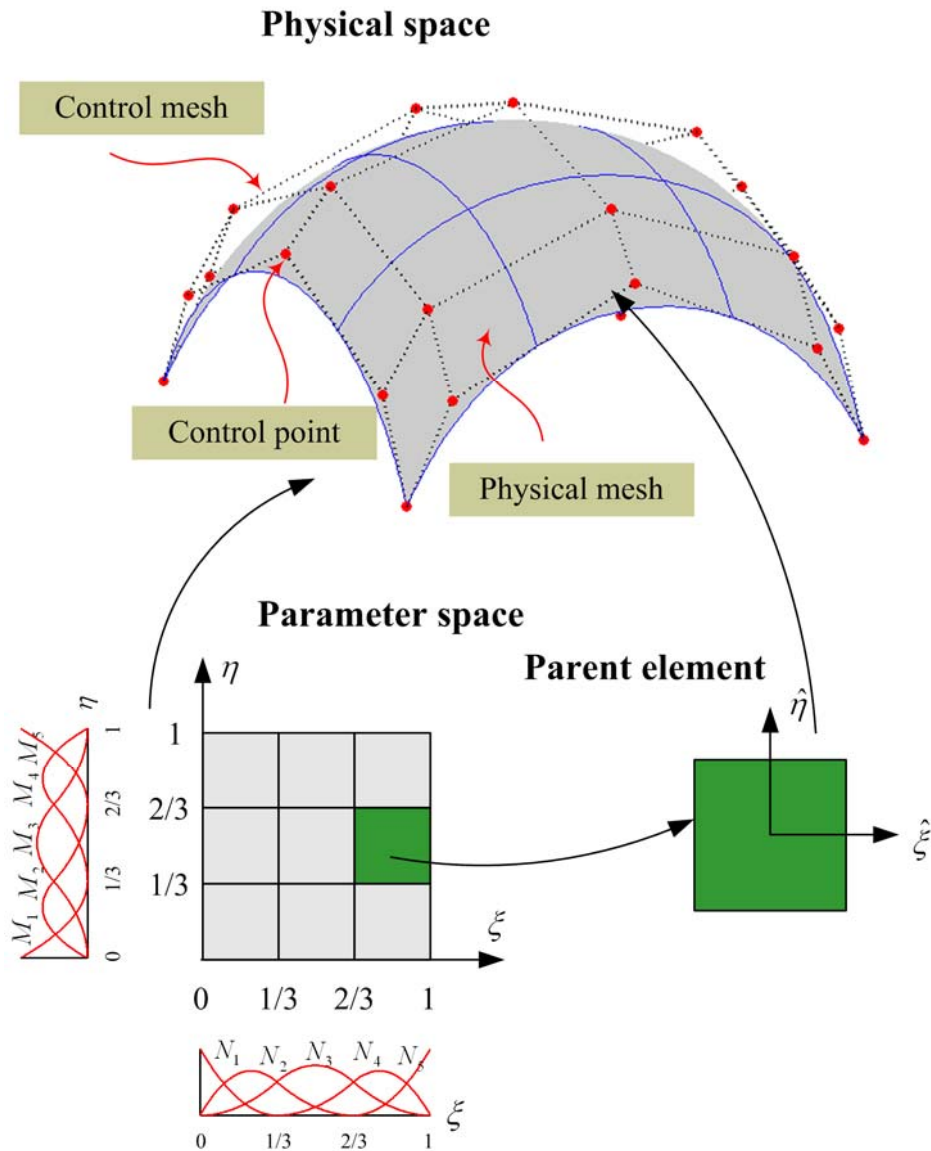 Physical space
Control mesh
Control point
Physical mesh
Parameter space
Parent element
η
η
1
2/3
1/3
ξ
0 1/3 2/3 1
M₁ M₂ M₃ M₄ M₅
0 1/3 2/3 1
η̂
ξ̂
N₁ N₂ N₃ N₄ N₅
ξ
0 1/3 2/3 1